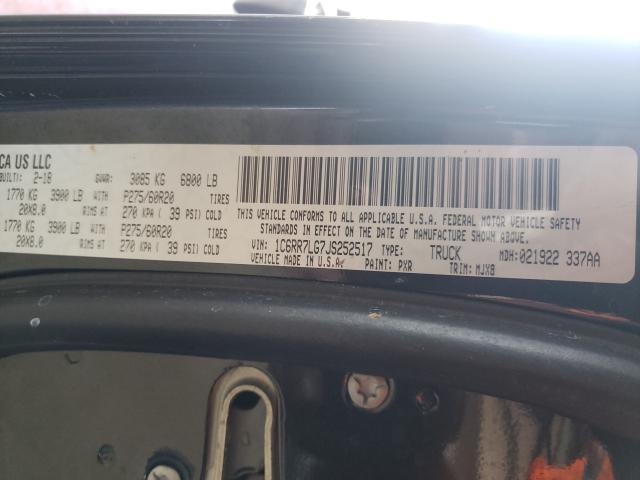 CA US LLC
BUILT: 2-18 GVWR: 3085 KG 6800 LB
1770 KG 3900 LB WITH P275/60R20 TIRES
20X8.0 RIMS AT 270 KPA ( 39 PSI) COLD
1770 KG 3900 LB WITH P275/60R20 TIRES
20X8.0 RIMS AT 270 KPA ( 39 PSI) COLD
THIS VEHICLE CONFORMS TO ALL APPLICABLE U.S.A. FEDERAL MOTOR VEHICLE SAFETY
STANDARDS IN EFFECT ON THE DATE OF MANUFACTURE SHOWN ABOVE.
VIN: 1C6RR7LG7JS252517 TYPE: TRUCK MDH:021922 337AA
VEHICLE MADE IN U.S.A. PAINT: PXR TRIM: MJX8